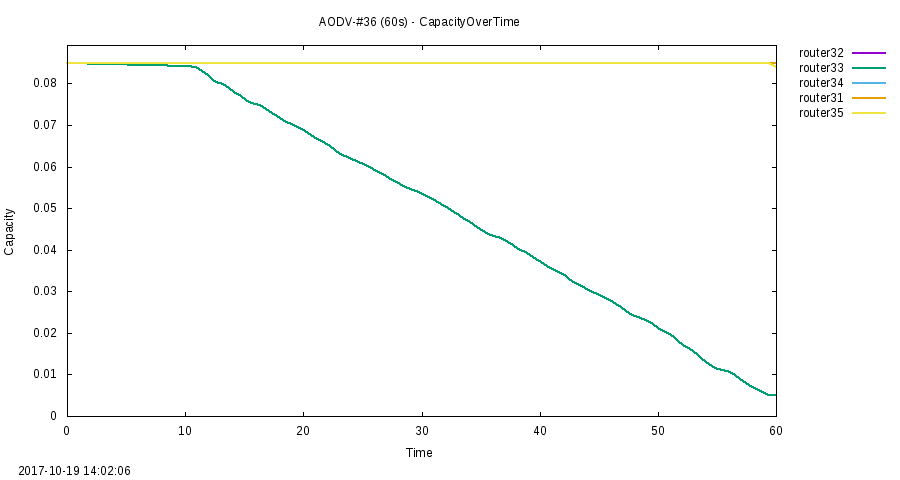 AODV-#36 (60s) - CapacityOverTime
router32
router33
router34
router31
router35
0.08
0.07
0.06
0.05
0.04
0.03
0.02
0.01
0
Capacity
0 10 20 30 40 50 60
Time
2017-10-19 14:02:06